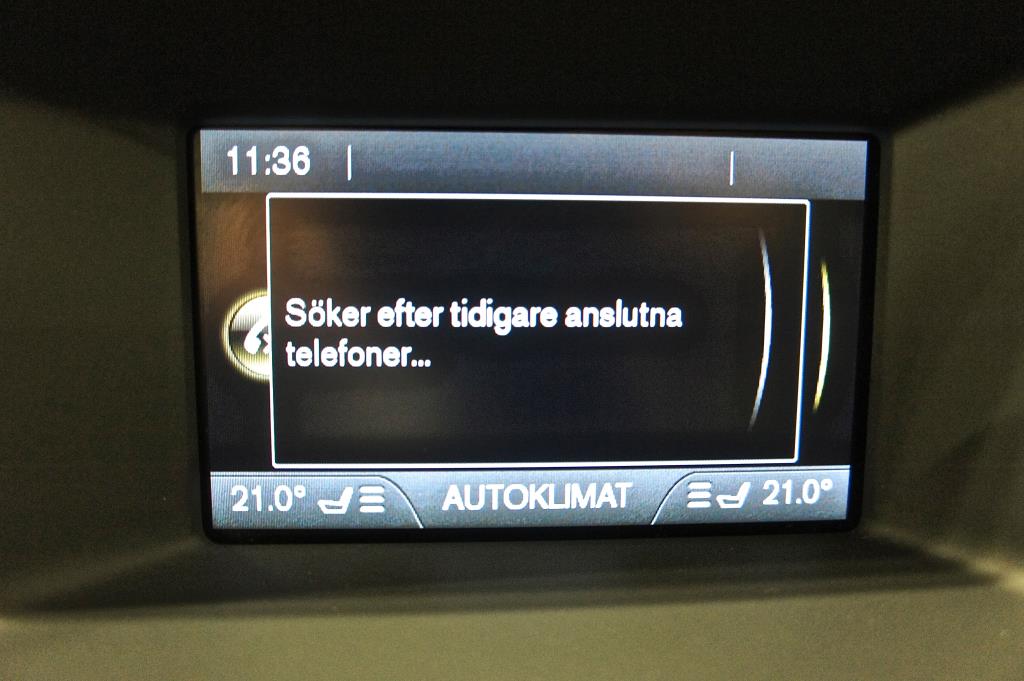 11:36
Söker efter tidigare anslutna
telefoner...
21.0° AUTOKLIMAT 21.0°